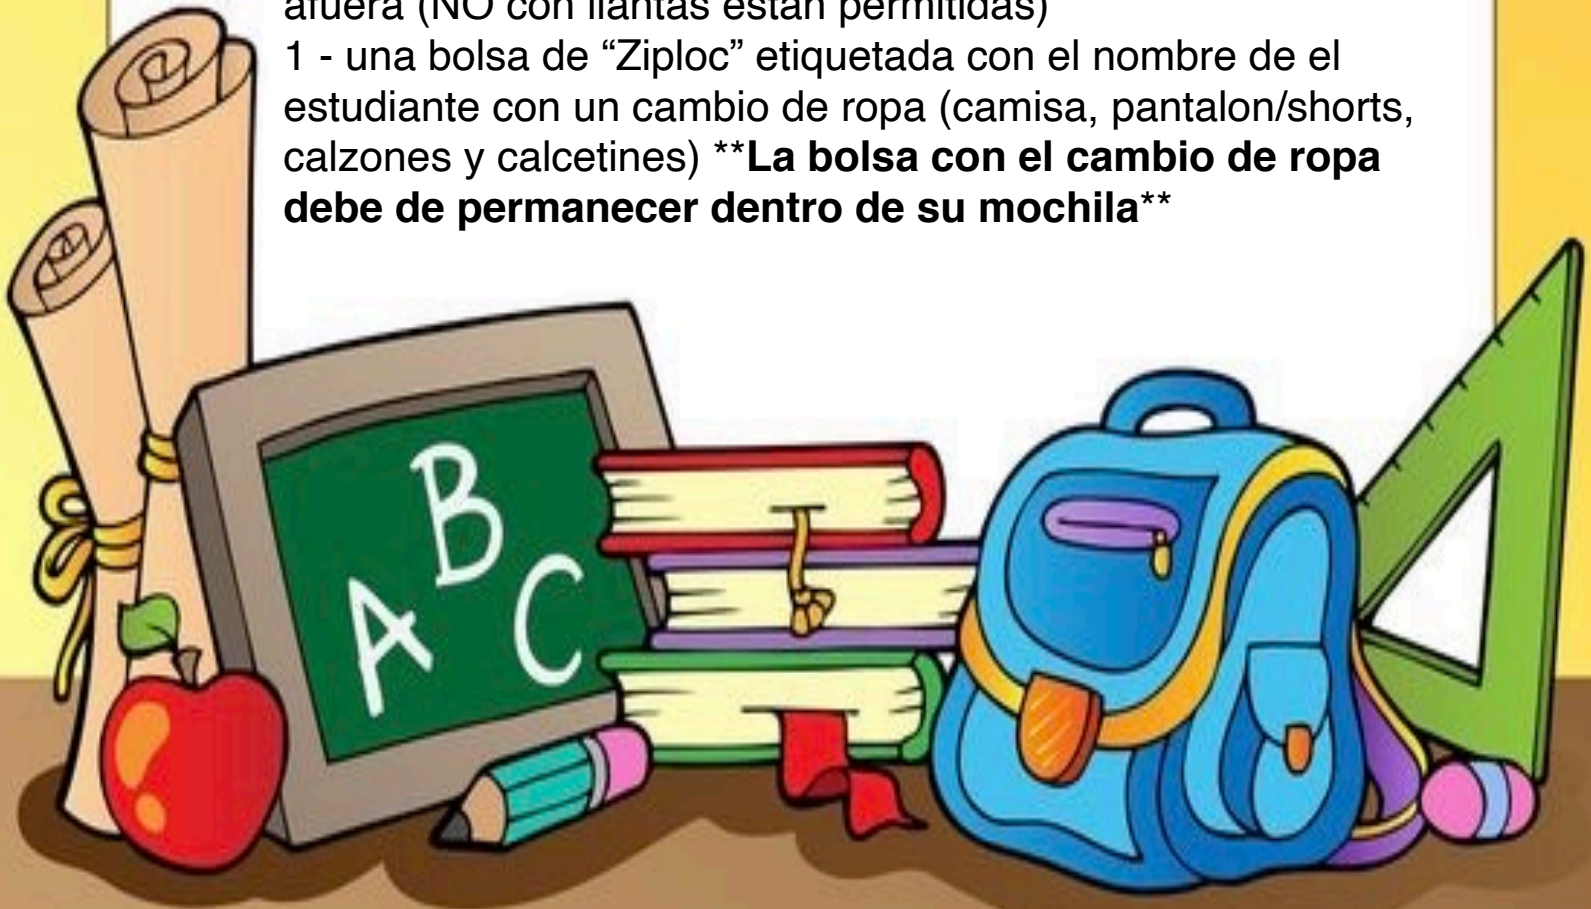 afuera (NO con llantas están permitidas)
1 - una bolsa de “Ziploc” etiquetada con el nombre de el
estudiante con un cambio de ropa (camisa, pantalon/shorts,
calzones y calcetines) **La bolsa con el cambio de ropa
debe de permanecer dentro de su mochila**
B
A C